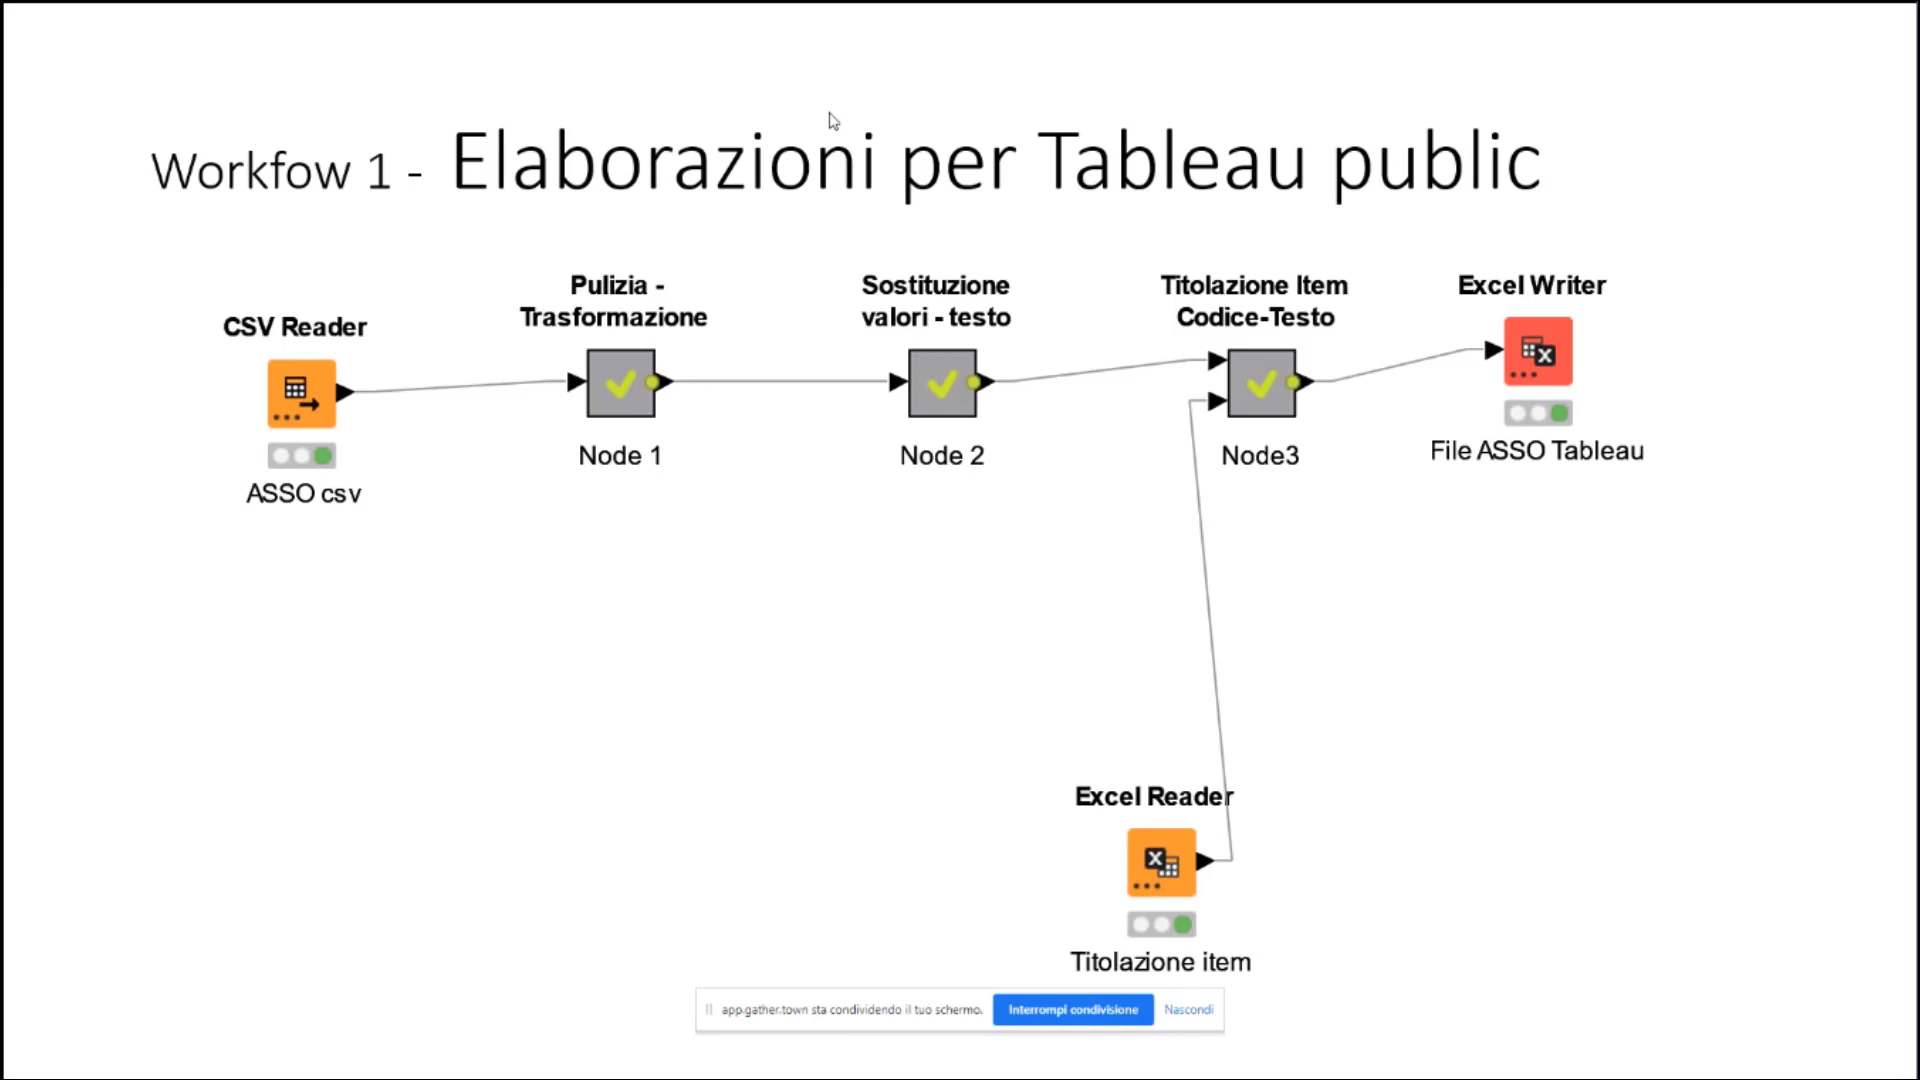 Workfow 1 - Elaborazioni per Tableau public
CSV Reader
ASSO csv
Pulizia -
Trasformazione
Node 1
Sostituzione
valori - testo
Node 2
Titolazione Item
Codice-Testo
Node3
Excel Writer
File ASSO Tableau
Excel Reader
Titolazione item
app.gather.town sta condividendo il tuo schermo. Interrompi condivisione Nascondi